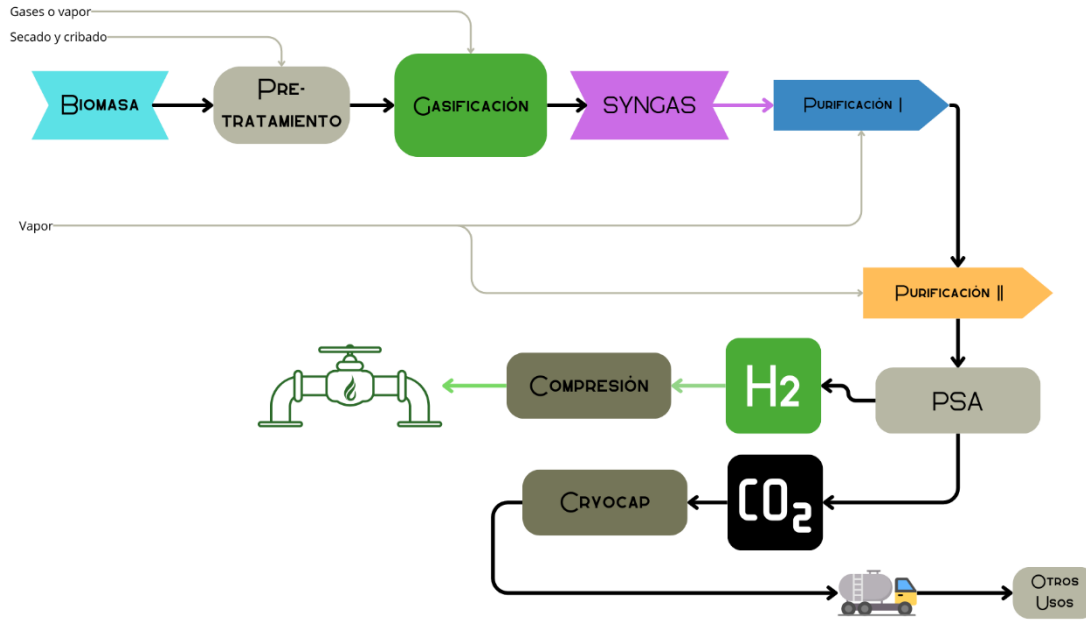 Gases o vapor
Secado y cribado
Biomasa
Pre-
tratamiento
Gasificación
SYNGAS
Purificación I
Vapor
Purificación II
Compresión
H2
PSA
Cryocap
CO₂
Otros
Usos